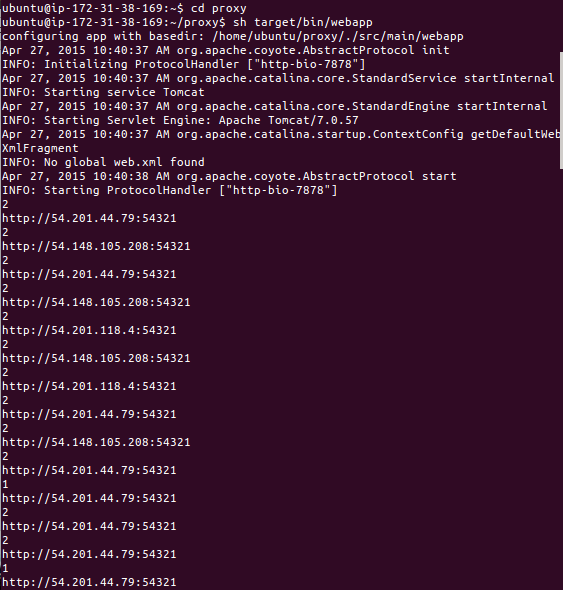 ubuntu@ip-172-31-38-169:~$ cd proxy
ubuntu@ip-172-31-38-169:~/proxy$ sh target/bin/webapp
configuring app with basedir: /home/ubuntu/proxy/./src/main/webapp
Apr 27, 2015 10:40:37 AM org.apache.coyote.AbstractProtocol init
INFO: Initializing ProtocolHandler ["http-bio-7878"]
Apr 27, 2015 10:40:37 AM org.apache.catalina.core.StandardService startInternal
INFO: Starting service Tomcat
Apr 27, 2015 10:40:37 AM org.apache.catalina.core.StandardEngine startInternal
INFO: Starting Servlet Engine: Apache Tomcat/7.0.57
Apr 27, 2015 10:40:37 AM org.apache.catalina.startup.ContextConfig getDefaultWeb
XmlFragment
INFO: No global web.xml found
Apr 27, 2015 10:40:38 AM org.apache.coyote.AbstractProtocol start
INFO: Starting ProtocolHandler ["http-bio-7878"]
2
http://54.201.44.79:54321
2
http://54.148.105.208:54321
2
http://54.201.44.79:54321
2
http://54.148.105.208:54321
2
http://54.201.118.4:54321
2
http://54.148.105.208:54321
2
http://54.201.118.4:54321
2
http://54.201.44.79:54321
2
http://54.148.105.208:54321
2
http://54.201.44.79:54321
1
http://54.201.44.79:54321
2
http://54.201.44.79:54321
2
http://54.201.44.79:54321
1
http://54.201.44.79:54321